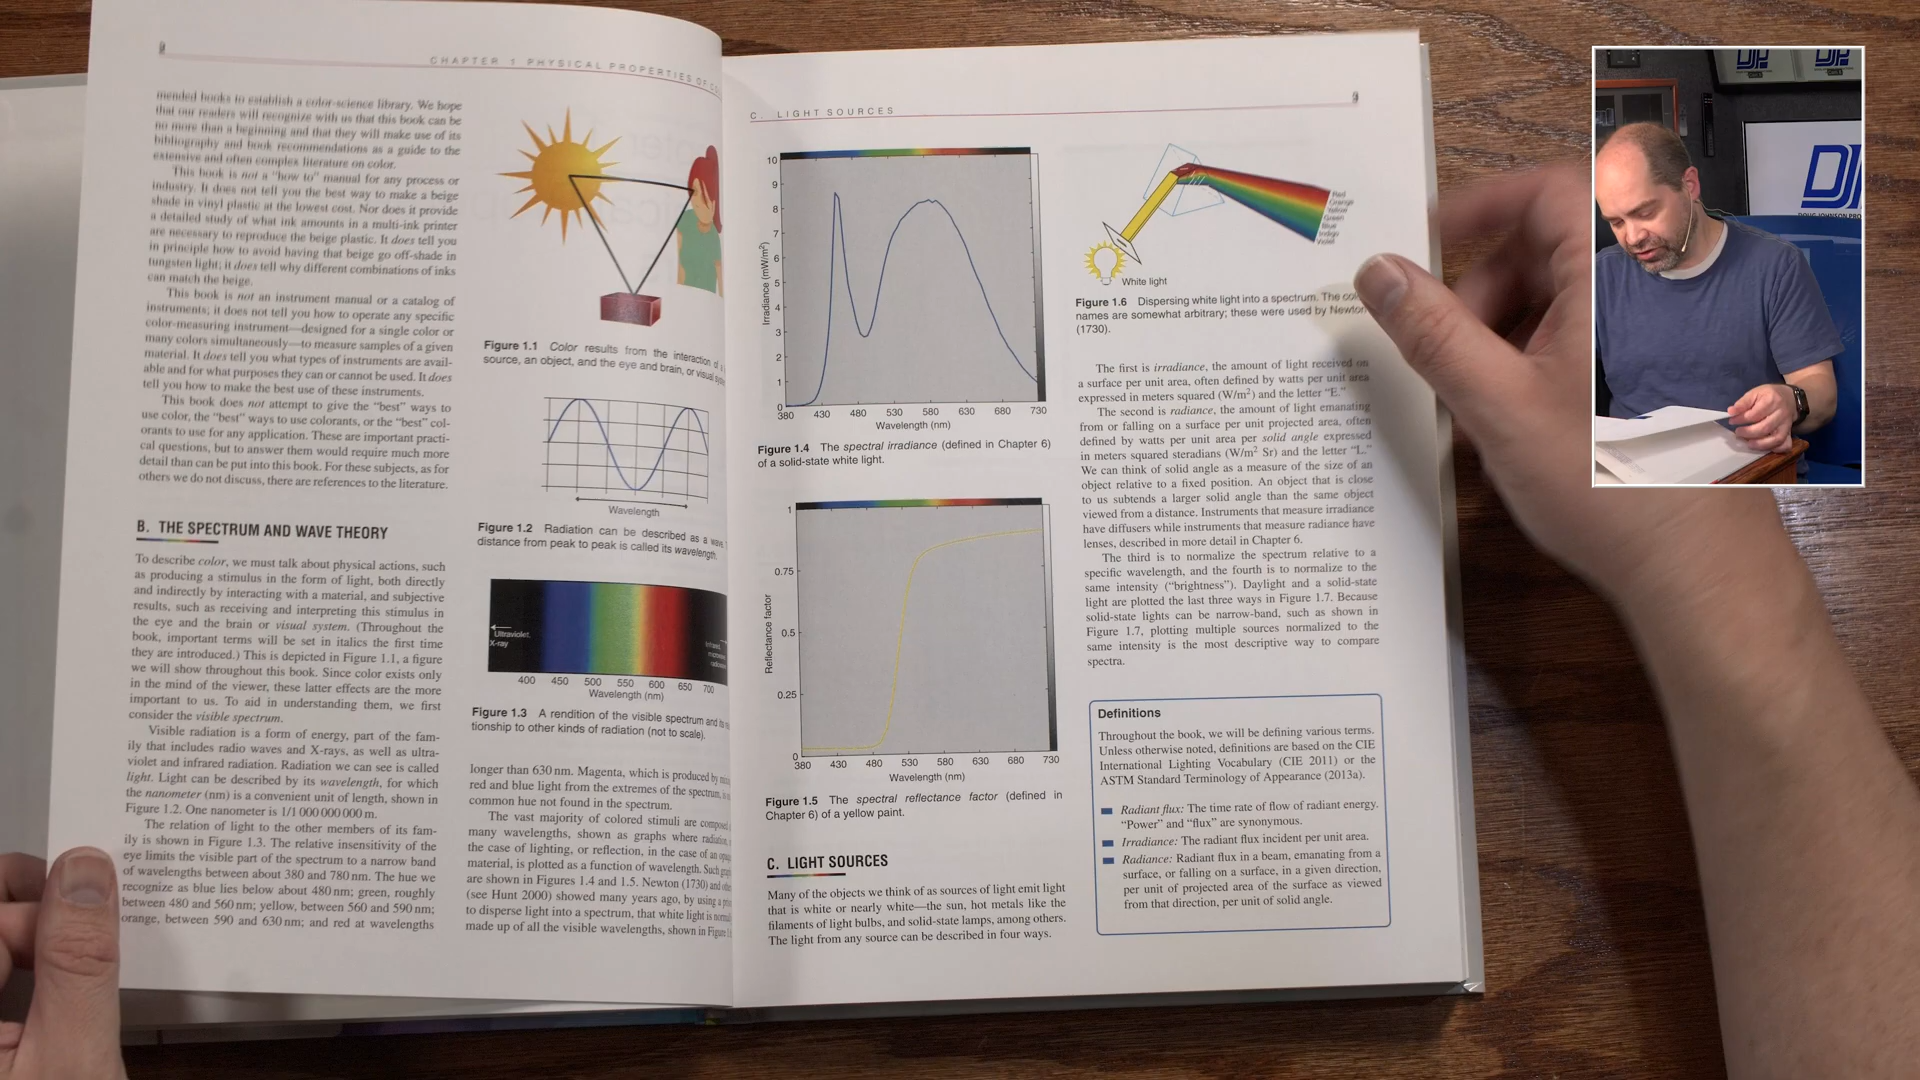 CHAPTER 1 PHYSICAL PROPERTIES OF
mended books to establish a color-science library. We hope
that our readers will recognize with us that this book can be
no more than a beginning and that they will make use of its
bibliography and book recommendations as a guide to the
extensive and often complex literature on color.
This book is not a "how to" manual for any process or
industry. It does not tell you the best way to make a beige
shade in vinyl plastic at the lowest cost. Nor does it provide
a detailed study of what ink amounts in a multi-ink printer
are necessary to reproduce the beige plastic. It does tell you
in principle how to avoid having that beige go off-shade in
tungsten light; it does tell why different combinations of inks
can match the beige.
This book is not an instrument manual or a catalog of
instruments; it does not tell you how to operate any specific
color-measuring instrument—designed for a single color or
many colors simultaneously—to measure samples of a given
material. It does tell you what types of instruments are avail-
able and for what purposes they can or cannot be used. It does
tell you how to make the best use of these instruments.
This book does not attempt to give the "best" ways to
use color, the "best" ways to use colorants, or the "best" col-
orants to use for any application. These are important practi-
cal questions, but to answer them would require much more
detail than can be put into this book. For these subjects, as for
others we do not discuss, there are references to the literature.
B. THE SPECTRUM AND WAVE THEORY
To describe color, we must talk about physical actions, such
as producing a stimulus in the form of light, both directly
and indirectly by interacting with a material, and subjective
results, such as receiving and interpreting this stimulus in
the eye and the brain or visual system. (Throughout the
book, important terms will be set in italics the first time
they are introduced.) This is depicted in Figure 1.1, a figure
we will show throughout this book. Since color exists only
in the mind of the viewer, these latter effects are the more
important to us. To aid in understanding them, we first
consider the visible spectrum.
Visible radiation is a form of energy, part of the fam-
ily that includes radio waves and X-rays, as well as ultra-
violet and infrared radiation. Radiation we can see is called
light. Light can be described by its wavelength, for which
the nanometer (nm) is a convenient unit of length, shown in
Figure 1.2. One nanometer is 1/1 000 000 000 m.
The relation of light to the other members of its fam-
ily is shown in Figure 1.3. The relative insensitivity of the
eye limits the visible part of the spectrum to a narrow band
of wavelengths between about 380 and 780 nm. The hue we
recognize as blue lies below about 480 nm; green, roughly
between 480 and 560 nm; yellow, between 560 and 590 nm;
orange, between 590 and 630 nm; and red at wavelengths
Figure 1.1 Color results from the interaction of a
source, an object, and the eye and brain, or visual
Wavelength
Figure 1.2 Radiation can be described as a wave.
distance from peak to peak is called its wavelength.
Ultraviolet,
X-ray
400 450 500 550 600 650 700
Wavelength (nm)
Figure 1.3 A rendition of the visible spectrum and its
tionship to other kinds of radiation (not to scale).
longer than 630 nm. Magenta, which is produced by
red and blue light from the extremes of the spectrum,
common hue not found in the spectrum.
The vast majority of colored stimuli are composed
many wavelengths, shown as graphs where radiation,
the case of lighting, or reflection, in the case of an
material, is plotted as a function of wavelength. Such
are shown in Figures 1.4 and 1.5. Newton (1730) and
(see Hunt 2000) showed many years ago, by using a
to disperse light into a spectrum, that white light is
made up of all the visible wavelengths, shown in Figure
C. LIGHT SOURCES
10
9
8
7
6
5
4
3
2
1
0
Irradiance (mW/m²)
380 430 480 530 580 630 680 730
Wavelength (nm)
Figure 1.4 The spectral irradiance (defined in Chapter 6)
of a solid-state white light.
1
0.75
0.5
0.25
0
Reflectance factor
380 430 480 530 580 630 680 730
Wavelength (nm)
Figure 1.5 The spectral reflectance factor (defined in
Chapter 6) of a yellow paint.
C. LIGHT SOURCES
Many of the objects we think of as sources of light emit light
that is white or nearly white—the sun, hot metals like the
filaments of light bulbs, and solid-state lamps, among others.
The light from any source can be described in four ways.
Red
Orange
Yellow
Green
Blue
Indigo
Violet
White light
Figure 1.6 Dispersing white light into a spectrum. The
names are somewhat arbitrary; these were used by Newton
(1730).
The first is irradiance, the amount of light received on
a surface per unit area, often defined by watts per unit area
expressed in meters squared (W/m²) and the letter "E."
The second is radiance, the amount of light emanating
from or falling on a surface per unit projected area, often
defined by watts per unit area per solid angle expressed
in meters squared steradians (W/m² Sr) and the letter "L."
We can think of solid angle as a measure of the size of an
object relative to a fixed position. An object that is close
to us subtends a larger solid angle than the same object
viewed from a distance. Instruments that measure irradiance
have diffusers while instruments that measure radiance have
lenses, described in more detail in Chapter 6.
The third is to normalize the spectrum relative to a
specific wavelength, and the fourth is to normalize to the
same intensity ("brightness"). Daylight and a solid-state
light are plotted the last three ways in Figure 1.7. Because
solid-state lights can be narrow-band, such as shown in
Figure 1.7, plotting multiple sources normalized to the
same intensity is the most descriptive way to compare
spectra.
Definitions
Throughout the book, we will be defining various terms.
Unless otherwise noted, definitions are based on the CIE
International Lighting Vocabulary (CIE 2011) or the
ASTM Standard Terminology of Appearance (2013a).
Radiant flux: The time rate of flow of radiant energy.
"Power" and "flux" are synonymous.
Irradiance: The radiant flux incident per unit area.
Radiance: Radiant flux in a beam, emanating from a
surface, or falling on a surface, in a given direction,
per unit of projected area of the surface as viewed
from that direction, per unit of solid angle.
DOUG JOHNSON PRO